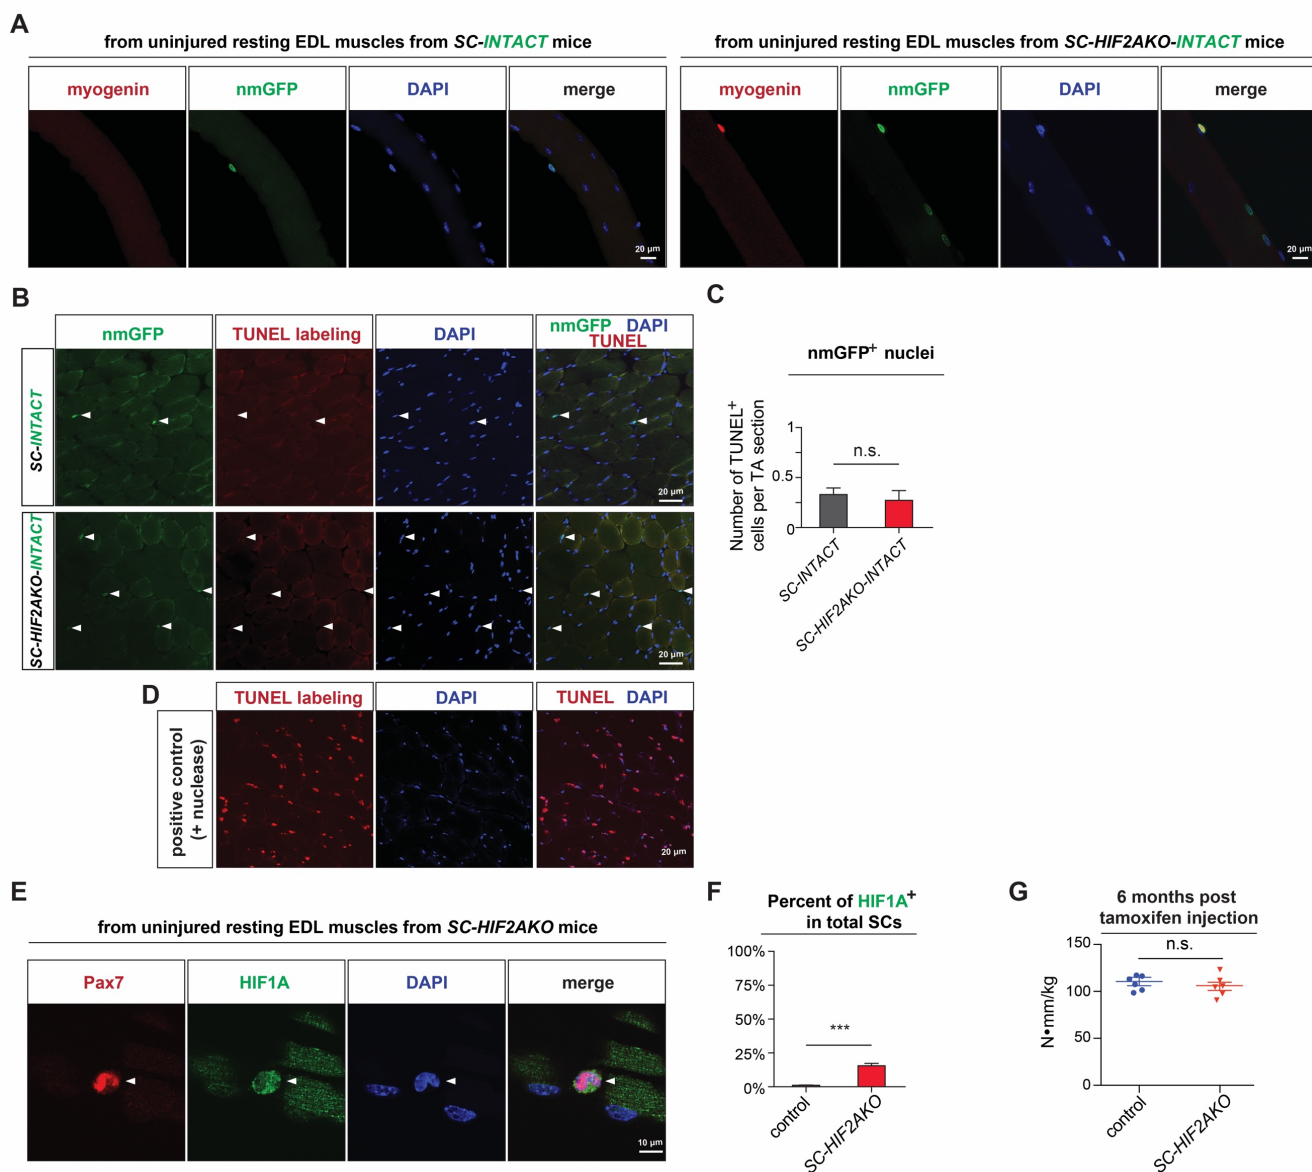 A
from uninjured resting EDL muscles from SC-INTACT mice
from uninjured resting EDL muscles from SC-HIF2AKO-INTACT mice
myogenin
nmGFP
DAPI
merge
myogenin
nmGFP
DAPI
merge
20 µm
20 µm
B
nmGFP
TUNEL labeling
DAPI
nmGFP DAPI
TUNEL
SC-INTACT
20 µm
SC-HIF2AKO-INTACT
20 µm
C
nmGFP+ nuclei
Number of TUNEL+
cells per TA section
1
0.5
0
n.s.
SC-INTACT
SC-HIF2AKO-INTACT
D
TUNEL labeling
DAPI
TUNEL DAPI
positive control
(+ nuclease)
20 µm
E
from uninjured resting EDL muscles from SC-HIF2AKO mice
Pax7
HIF1A
DAPI
merge
10 µm
F
Percent of HIF1A+
in total SCs
100%
75%
50%
25%
0%
***
control
SC-HIF2AKO
G
6 months post
tamoxifen injection
n.s.
N•mm/kg
150
100
50
0
control
SC-HIF2AKO